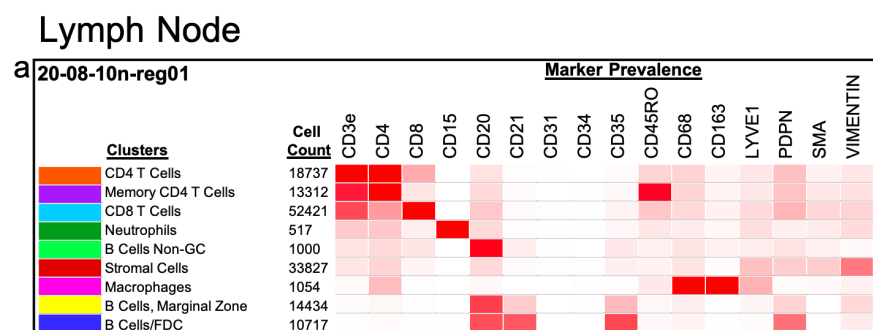 Lymph Node
a
20-08-10n-reg01
Marker Prevalence
Clusters
Cell Count
CD3e
CD4
CD8
CD15
CD20
CD21
CD31
CD34
CD35
CD45RO
CD68
CD163
LYVE1
PDPN
SMA
VIMENTIN
CD4 T Cells 18737
Memory CD4 T Cells 13312
CD8 T Cells 52421
Neutrophils 517
B Cells Non-GC 1000
Stromal Cells 33827
Macrophages 1054
B Cells, Marginal Zone 14434
B Cells/FDC 10717